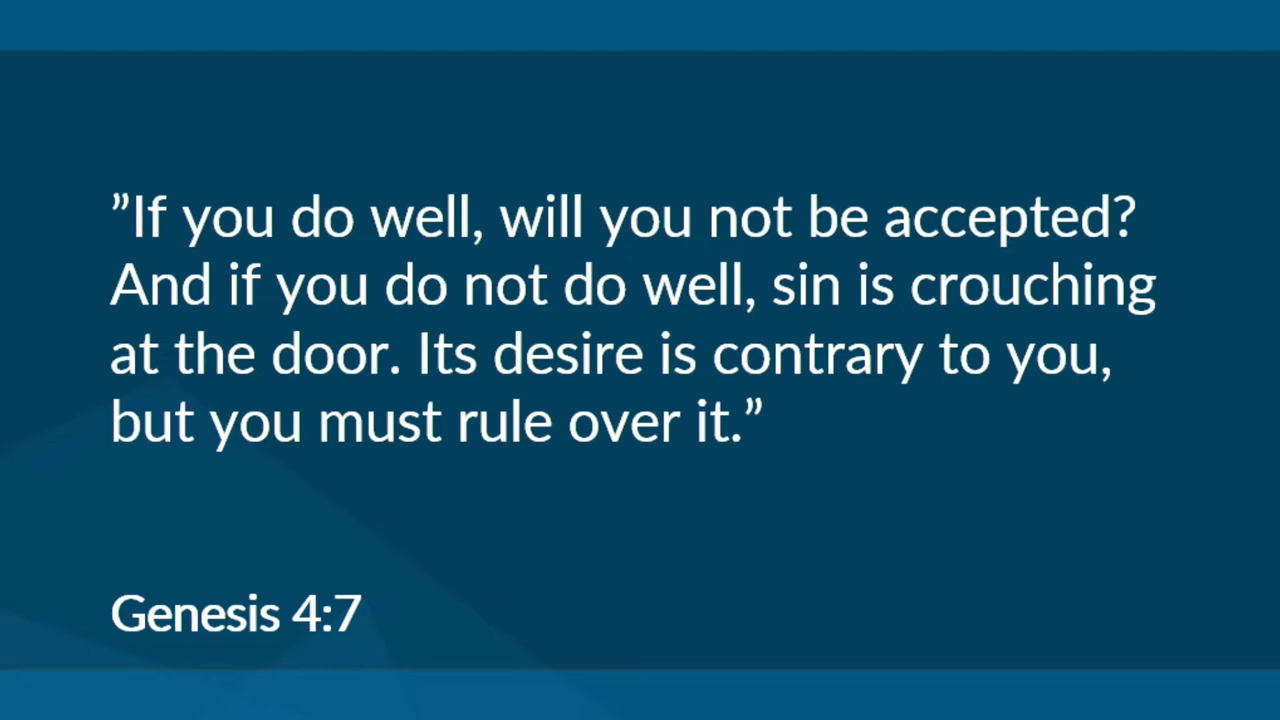 ”If you do well, will you not be accepted?
And if you do not do well, sin is crouching
at the door. Its desire is contrary to you,
but you must rule over it.”
Genesis 4:7